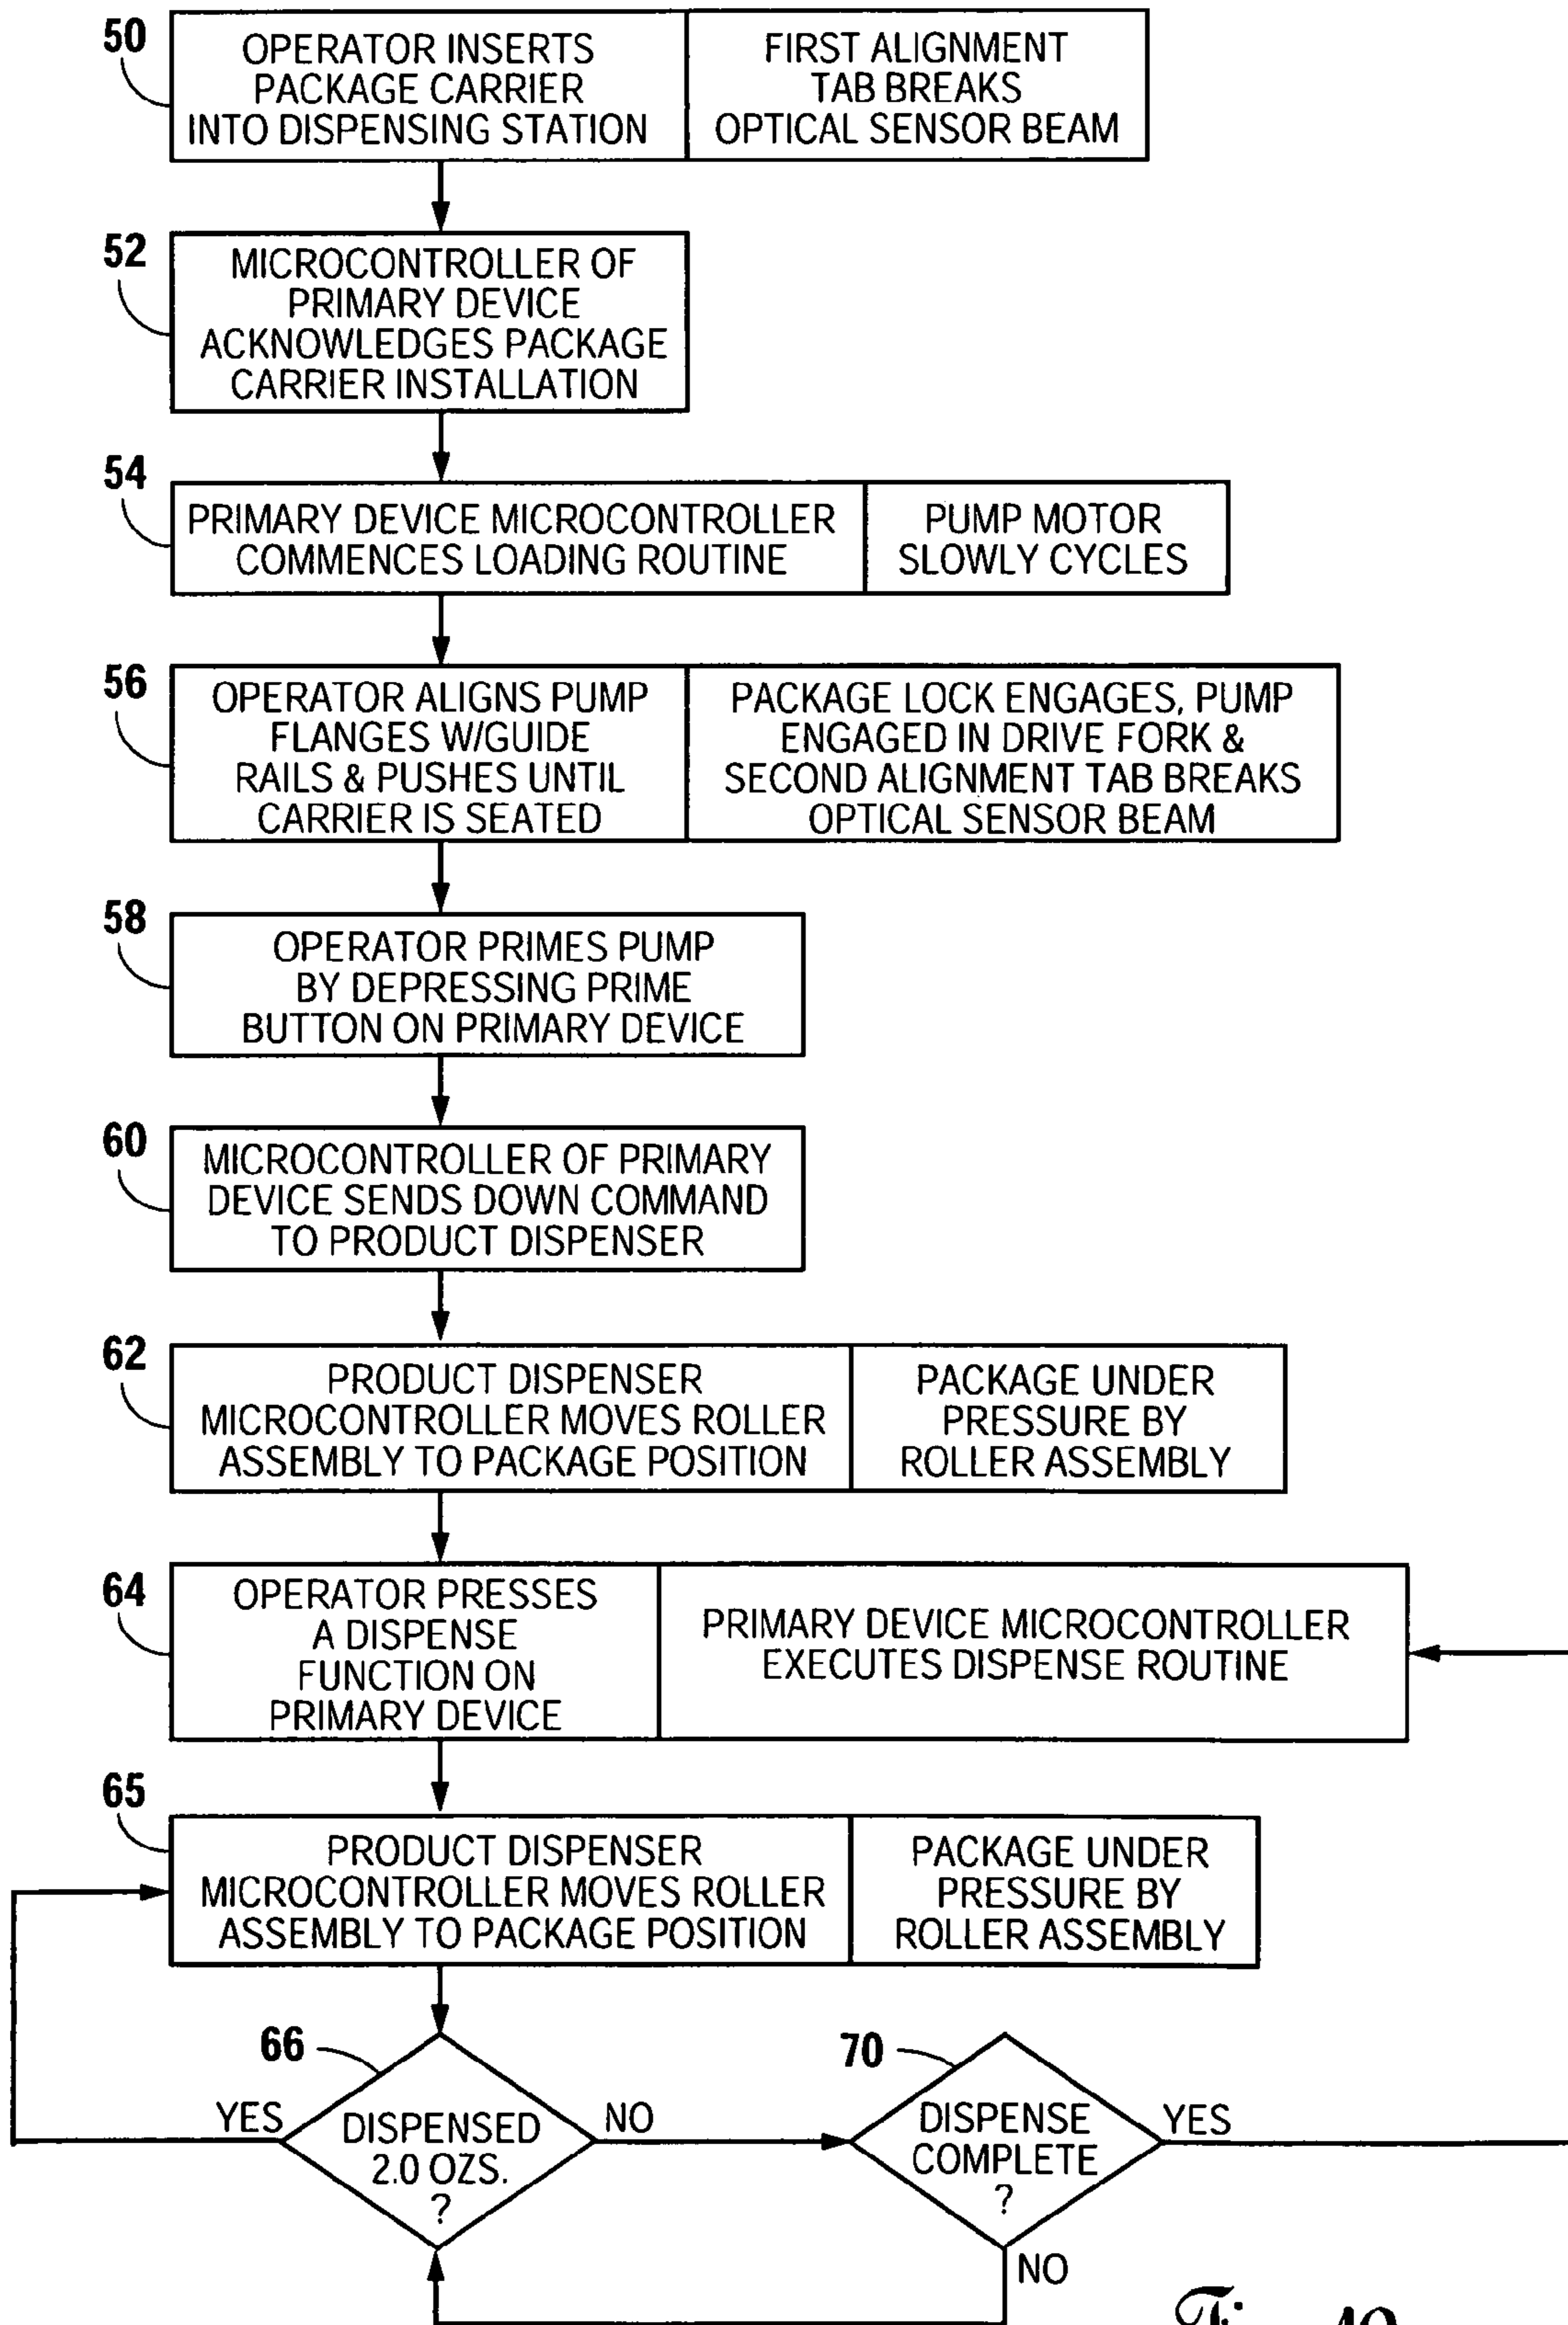 50
OPERATOR INSERTS
PACKAGE CARRIER
INTO DISPENSING STATION
FIRST ALIGNMENT
TAB BREAKS
OPTICAL SENSOR BEAM
52
MICROCONTROLLER OF
PRIMARY DEVICE
ACKNOWLEDGES PACKAGE
CARRIER INSTALLATION
54
PRIMARY DEVICE MICROCONTROLLER
COMMENCES LOADING ROUTINE
PUMP MOTOR
SLOWLY CYCLES
56
OPERATOR ALIGNS PUMP
FLANGES W/GUIDE
RAILS & PUSHES UNTIL
CARRIER IS SEATED
PACKAGE LOCK ENGAGES, PUMP
ENGAGED IN DRIVE FORK &
SECOND ALIGNMENT TAB BREAKS
OPTICAL SENSOR BEAM
58
OPERATOR PRIMES PUMP
BY DEPRESSING PRIME
BUTTON ON PRIMARY DEVICE
60
MICROCONTROLLER OF PRIMARY
DEVICE SENDS DOWN COMMAND
TO PRODUCT DISPENSER
62
PRODUCT DISPENSER
MICROCONTROLLER MOVES ROLLER
ASSEMBLY TO PACKAGE POSITION
PACKAGE UNDER
PRESSURE BY
ROLLER ASSEMBLY
64
OPERATOR PRESSES
A DISPENSE
FUNCTION ON
PRIMARY DEVICE
PRIMARY DEVICE MICROCONTROLLER
EXECUTES DISPENSE ROUTINE
65
PRODUCT DISPENSER
MICROCONTROLLER MOVES ROLLER
ASSEMBLY TO PACKAGE POSITION
PACKAGE UNDER
PRESSURE BY
ROLLER ASSEMBLY
66
YES
DISPENSED
2.0 OZS.
?
NO
70
DISPENSE
COMPLETE
?
YES
NO